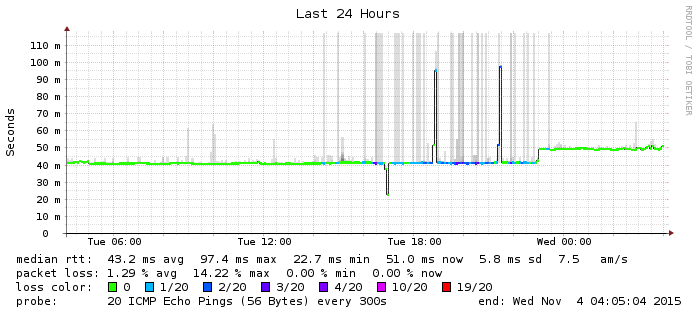 Last 24 Hours
RRDTOOL / TOBI OETIKER
Seconds
110 m
100 m
90 m
80 m
70 m
60 m
50 m
40 m
30 m
20 m
10 m
0
Tue 06:00 Tue 12:00 Tue 18:00 Wed 00:00
median rtt: 43.2 ms avg 97.4 ms max 22.7 ms min 51.0 ms now 5.8 ms sd 7.5 am/s
packet loss: 1.29 % avg 14.22 % max 0.00 % min 0.00 % now
loss color: 0 1/20 2/20 3/20 4/20 10/20 19/20
probe: 20 ICMP Echo Pings (56 Bytes) every 300s end: Wed Nov 4 04:05:04 2015